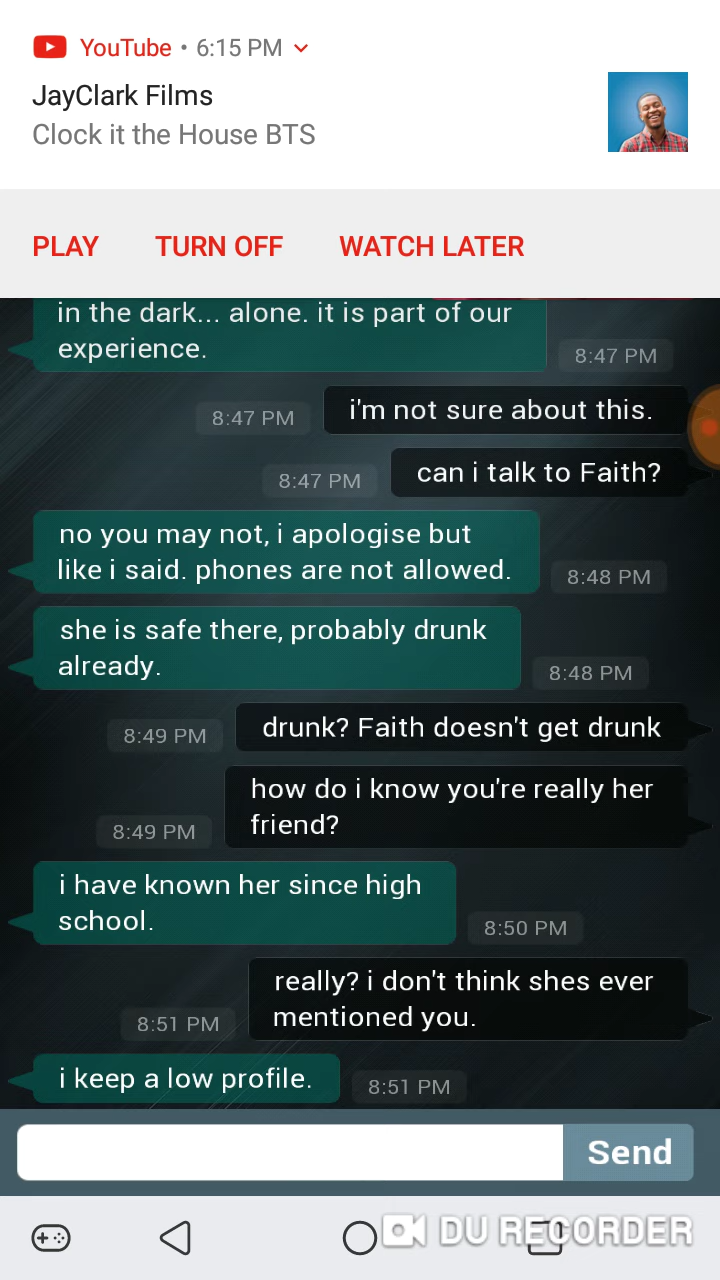 YouTube • 6:15 PM
JayClark Films
Clock it the House BTS
PLAY TURN OFF WATCH LATER
in the dark... alone. it is part of our
experience.
8:47 PM
i'm not sure about this.
8:47 PM
can i talk to Faith?
8:47 PM
no you may not, i apologise but
like i said. phones are not allowed.
8:48 PM
she is safe there, probably drunk
already.
8:48 PM
drunk? Faith doesn't get drunk
8:49 PM
how do i know you're really her
friend?
8:49 PM
i have known her since high
school.
8:50 PM
really? i don't think shes ever
mentioned you.
8:51 PM
i keep a low profile.
8:51 PM
Send
DU RECORDER